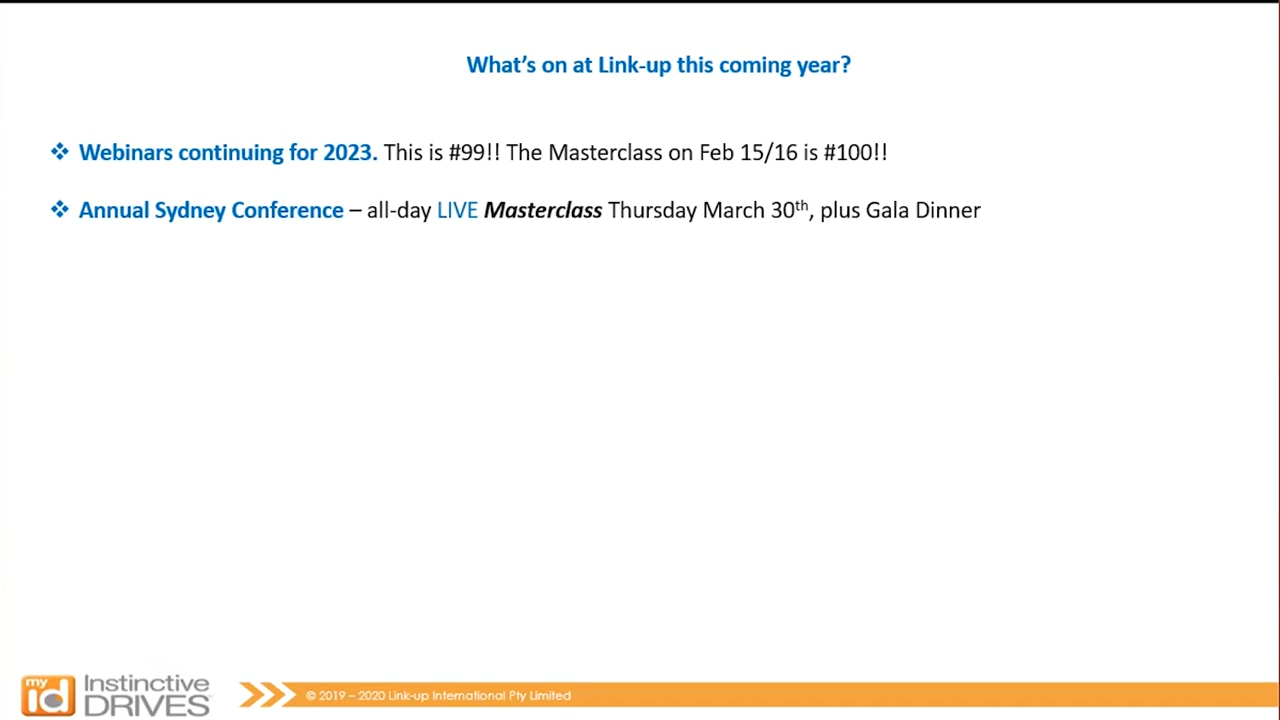 What's on at Link-up this coming year?
❖ Webinars continuing for 2023. This is #99!! The Masterclass on Feb 15/16 is #100!!
❖ Annual Sydney Conference – all-day LIVE Masterclass Thursday March 30th, plus Gala Dinner
my
id
Instinctive
DRIVES
© 2019 – 2020 Link-up International Pty Limited